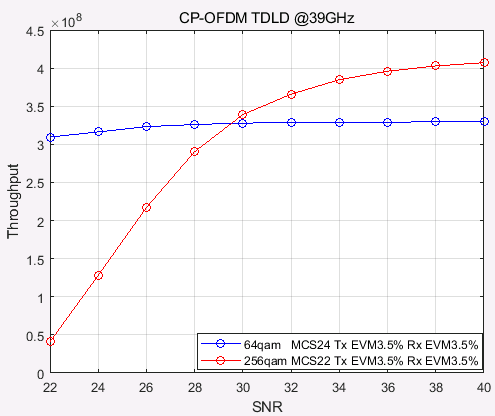 CP-OFDM TDLD @39GHz
×10⁸
4.5
4
3.5
3
2.5
2
1.5
1
0.5
0
Throughput
64qam MCS24 Tx EVM3.5% Rx EVM3.5%
256qam MCS22 Tx EVM3.5% Rx EVM3.5%
22 24 26 28 30 32 34 36 38 40
SNR